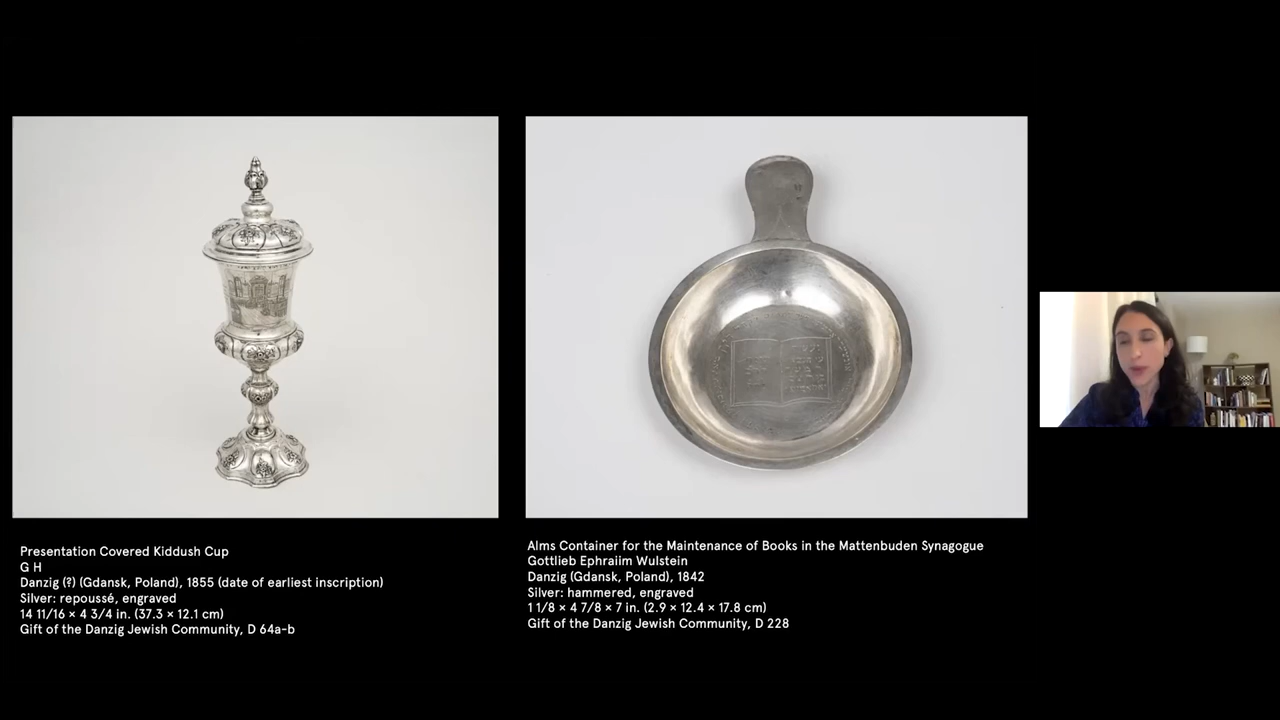 Presentation Covered Kiddush Cup
G H
Danzig (?) (Gdansk, Poland), 1855 (date of earliest inscription)
Silver: repoussé, engraved
14 11/16 × 4 3/4 in. (37.3 × 12.1 cm)
Gift of the Danzig Jewish Community, D 64a-b
Alms Container for the Maintenance of Books in the Mattenbuden Synagogue
Gottlieb Ephraiim Wulstein
Danzig (Gdansk, Poland), 1842
Silver: hammered, engraved
1 1/8 × 4 7/8 × 7 in. (2.9 × 12.4 × 17.8 cm)
Gift of the Danzig Jewish Community, D 228